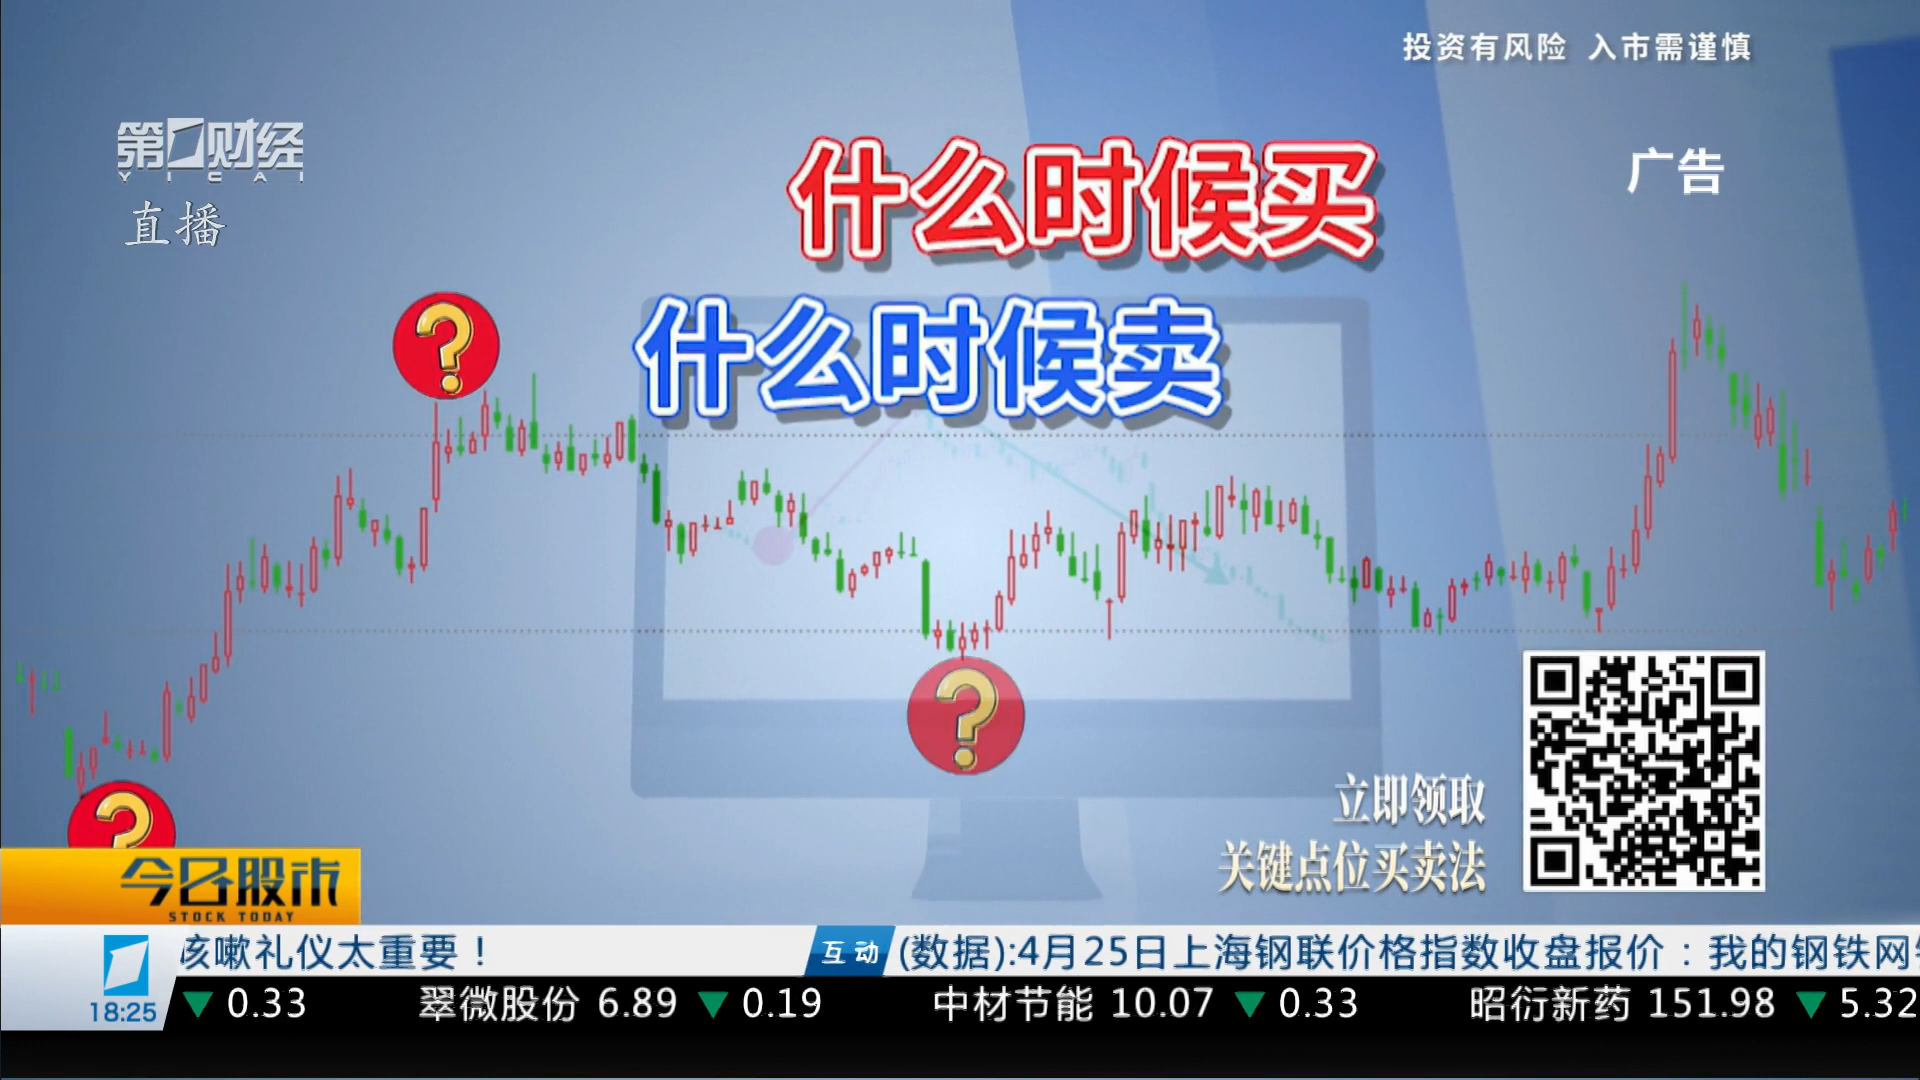 投资有风险 入市需谨慎
第一财经
YICAI
直播
广告
什么时候买
什么时候卖
?
?
?
立即领取
关键点位买卖法
今日股市
STOCK TODAY
咳嗽礼仪太重要！ 互动 (数据):4月25日上海钢联价格指数收盘报价：我的钢铁网
18:25
▼ 0.33 翠微股份 6.89 ▼ 0.19 中材节能 10.07 ▼ 0.33 昭衍新药 151.98 ▼ 5.32